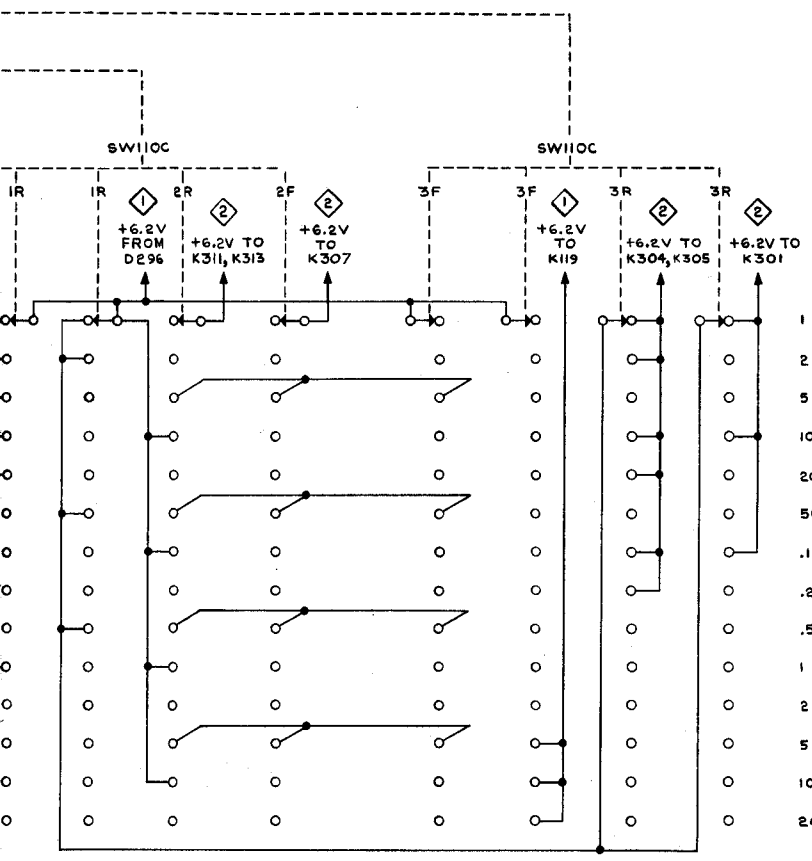 SW110C
SW110C
1R
1R
2R
2F
3F
3F
3R
3R
1
+6.2V
FROM
D296
2
+6.2V TO
K311, K313
2
+6.2V
TO
K307
1
+6.2V
TO
K119
2
+6.2V TO
K304, K305
2
+6.2V TO
K301
1
2
5
10
20
50
.1
.2
.5
1
2
5
10
20